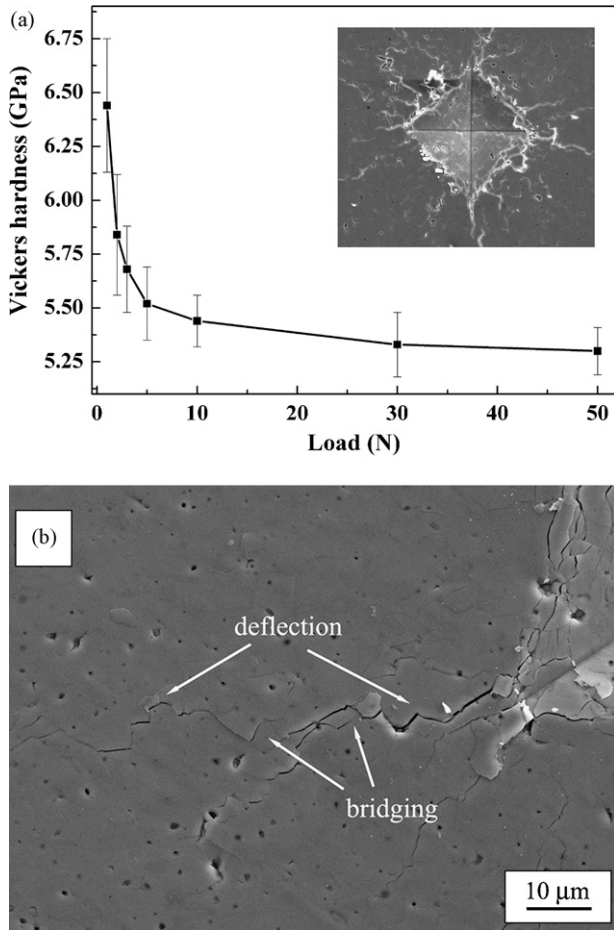 (a)
6.75
6.50
6.25
6.00
5.75
5.50
5.25
Vickers hardness (GPa)
0 10 20 30 40 50
Load (N)
(b)
deflection
bridging
10 µm